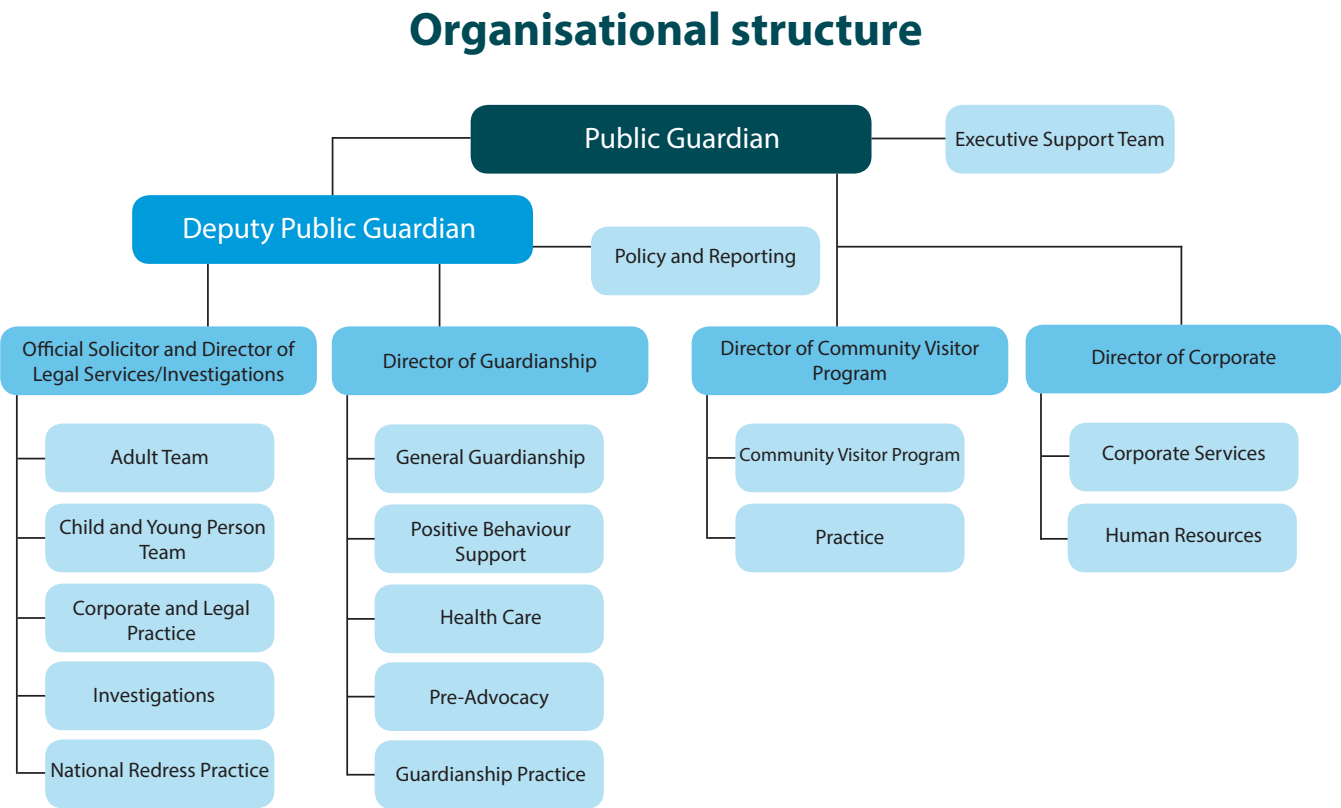 Organisational structure
Public Guardian
Executive Support Team
Deputy Public Guardian
Policy and Reporting
Official Solicitor and Director of
Legal Services/Investigations
Adult Team
Child and Young Person
Team
Corporate and Legal
Practice
Investigations
National Redress Practice
Director of Guardianship
General Guardianship
Positive Behaviour
Support
Health Care
Pre-Advocacy
Guardianship Practice
Director of Community Visitor
Program
Community Visitor Program
Practice
Director of Corporate
Corporate Services
Human Resources